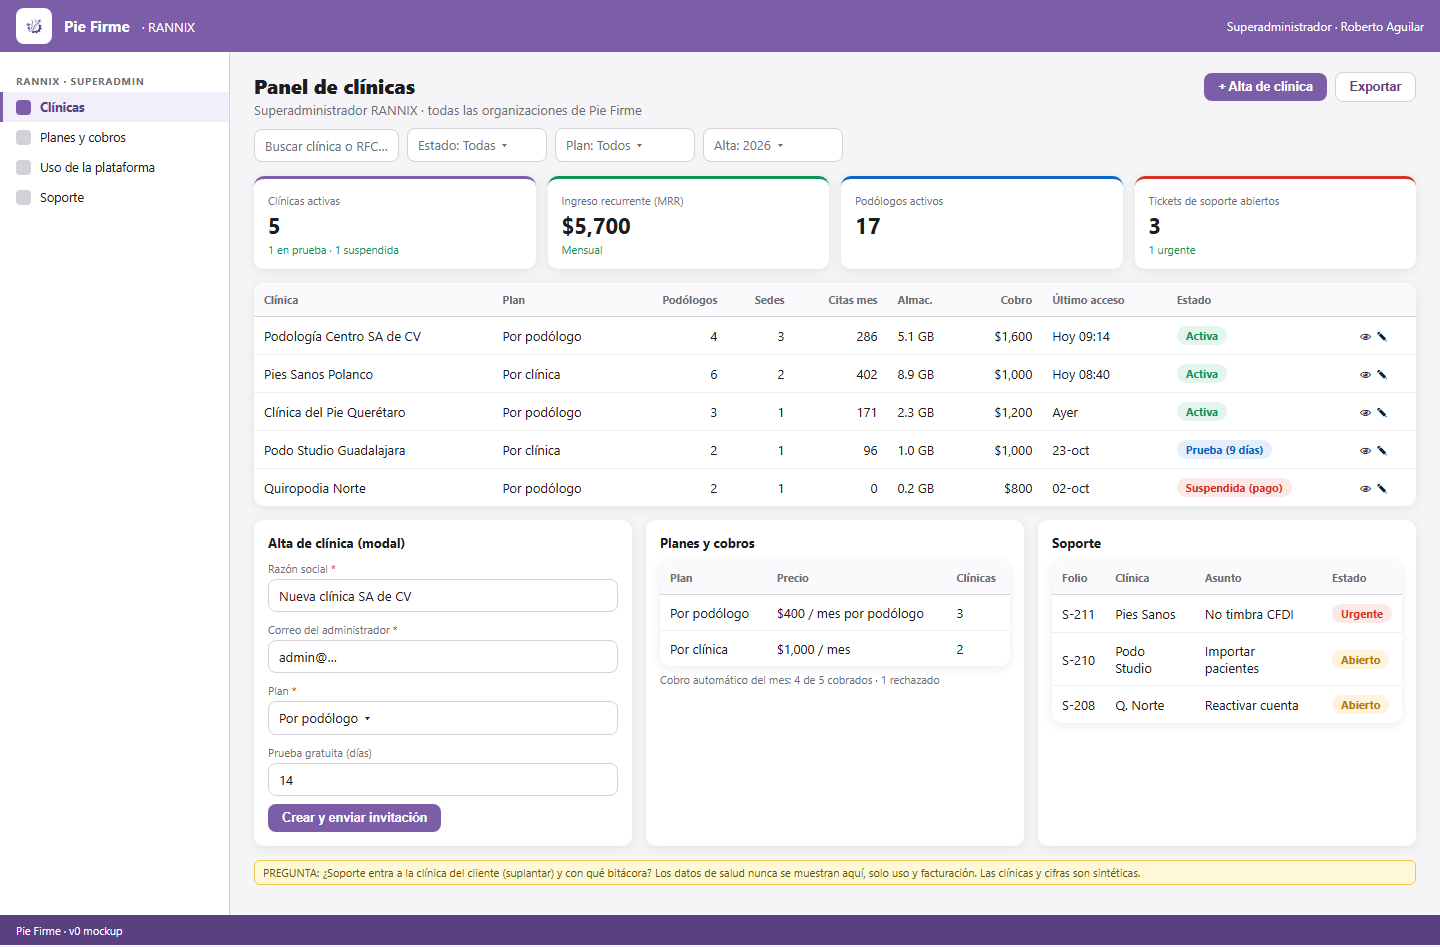 Pie Firme · RANNIX
Superadministrador · Roberto Aguilar
RANNIX · SUPERADMIN
Clínicas
Planes y cobros
Uso de la plataforma
Soporte
Panel de clínicas
Superadministrador RANNIX · todas las organizaciones de Pie Firme
+ Alta de clínica
Exportar
Buscar clínica o RFC...
Estado: Todas ▾
Plan: Todos ▾
Alta: 2026 ▾
Clínicas activas
5
1 en prueba · 1 suspendida
Ingreso recurrente (MRR)
$5,700
Mensual
Podólogos activos
17
Tickets de soporte abiertos
3
1 urgente
Clínica Plan Podólogos Sedes Citas mes Almac. Cobro Último acceso Estado
Podología Centro SA de CV Por podólogo 4 3 286 5.1 GB $1,600 Hoy 09:14 Activa
Pies Sanos Polanco Por clínica 6 2 402 8.9 GB $1,000 Hoy 08:40 Activa
Clínica del Pie Querétaro Por podólogo 3 1 171 2.3 GB $1,200 Ayer Activa
Podo Studio Guadalajara Por clínica 2 1 96 1.0 GB $1,000 23-oct Prueba (9 días)
Quiropodia Norte Por podólogo 2 1 0 0.2 GB $800 02-oct Suspendida (pago)
Alta de clínica (modal)
Razón social *
Nueva clínica SA de CV
Correo del administrador *
admin@...
Plan *
Por podólogo ▾
Prueba gratuita (días)
14
Crear y enviar invitación
Planes y cobros
Plan Precio Clínicas
Por podólogo $400 / mes por podólogo 3
Por clínica $1,000 / mes 2
Cobro automático del mes: 4 de 5 cobrados · 1 rechazado
Soporte
Folio Clínica Asunto Estado
S-211 Pies Sanos No timbra CFDI Urgente
S-210 Podo Studio Importar pacientes Abierto
S-208 Q. Norte Reactivar cuenta Abierto
PREGUNTA: ¿Soporte entra a la clínica del cliente (suplantar) y con qué bitácora? Los datos de salud nunca se muestran aquí, solo uso y facturación. Las clínicas y cifras son sintéticas.
Pie Firme · v0 mockup